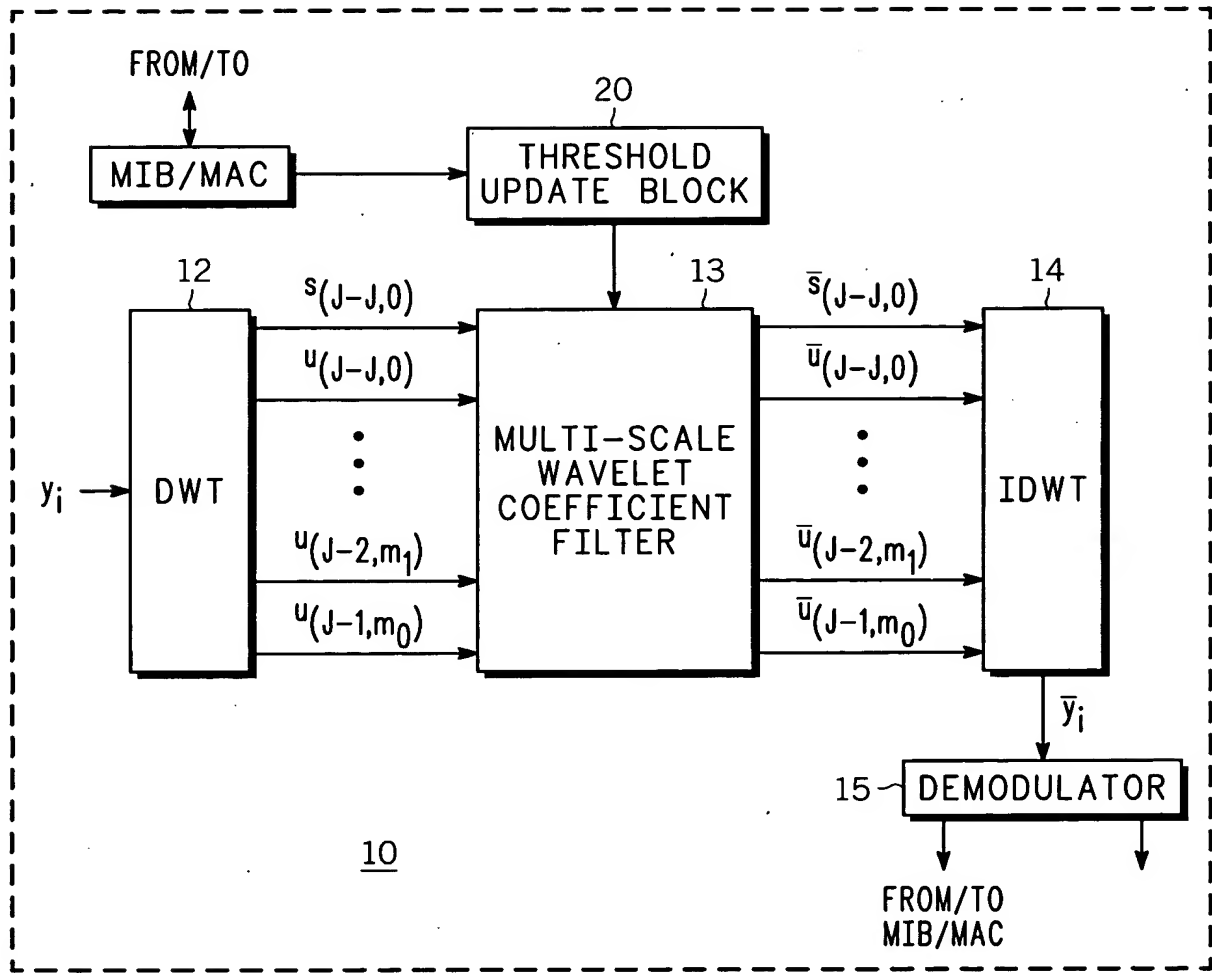 FROM/TO
MIB/MAC
20
THRESHOLD
UPDATE BLOCK
12
s(J-J,0)
u(J-J,0)
u(J-2,m₁)
u(J-1,m₀)
yᵢ
DWT
13
MULTI-SCALE
WAVELET
COEFFICIENT
FILTER
s̅(J-J,0)
u̅(J-J,0)
u̅(J-2,m₁)
u̅(J-1,m₀)
14
IDWT
y̅ᵢ
15
DEMODULATOR
10
FROM/TO
MIB/MAC